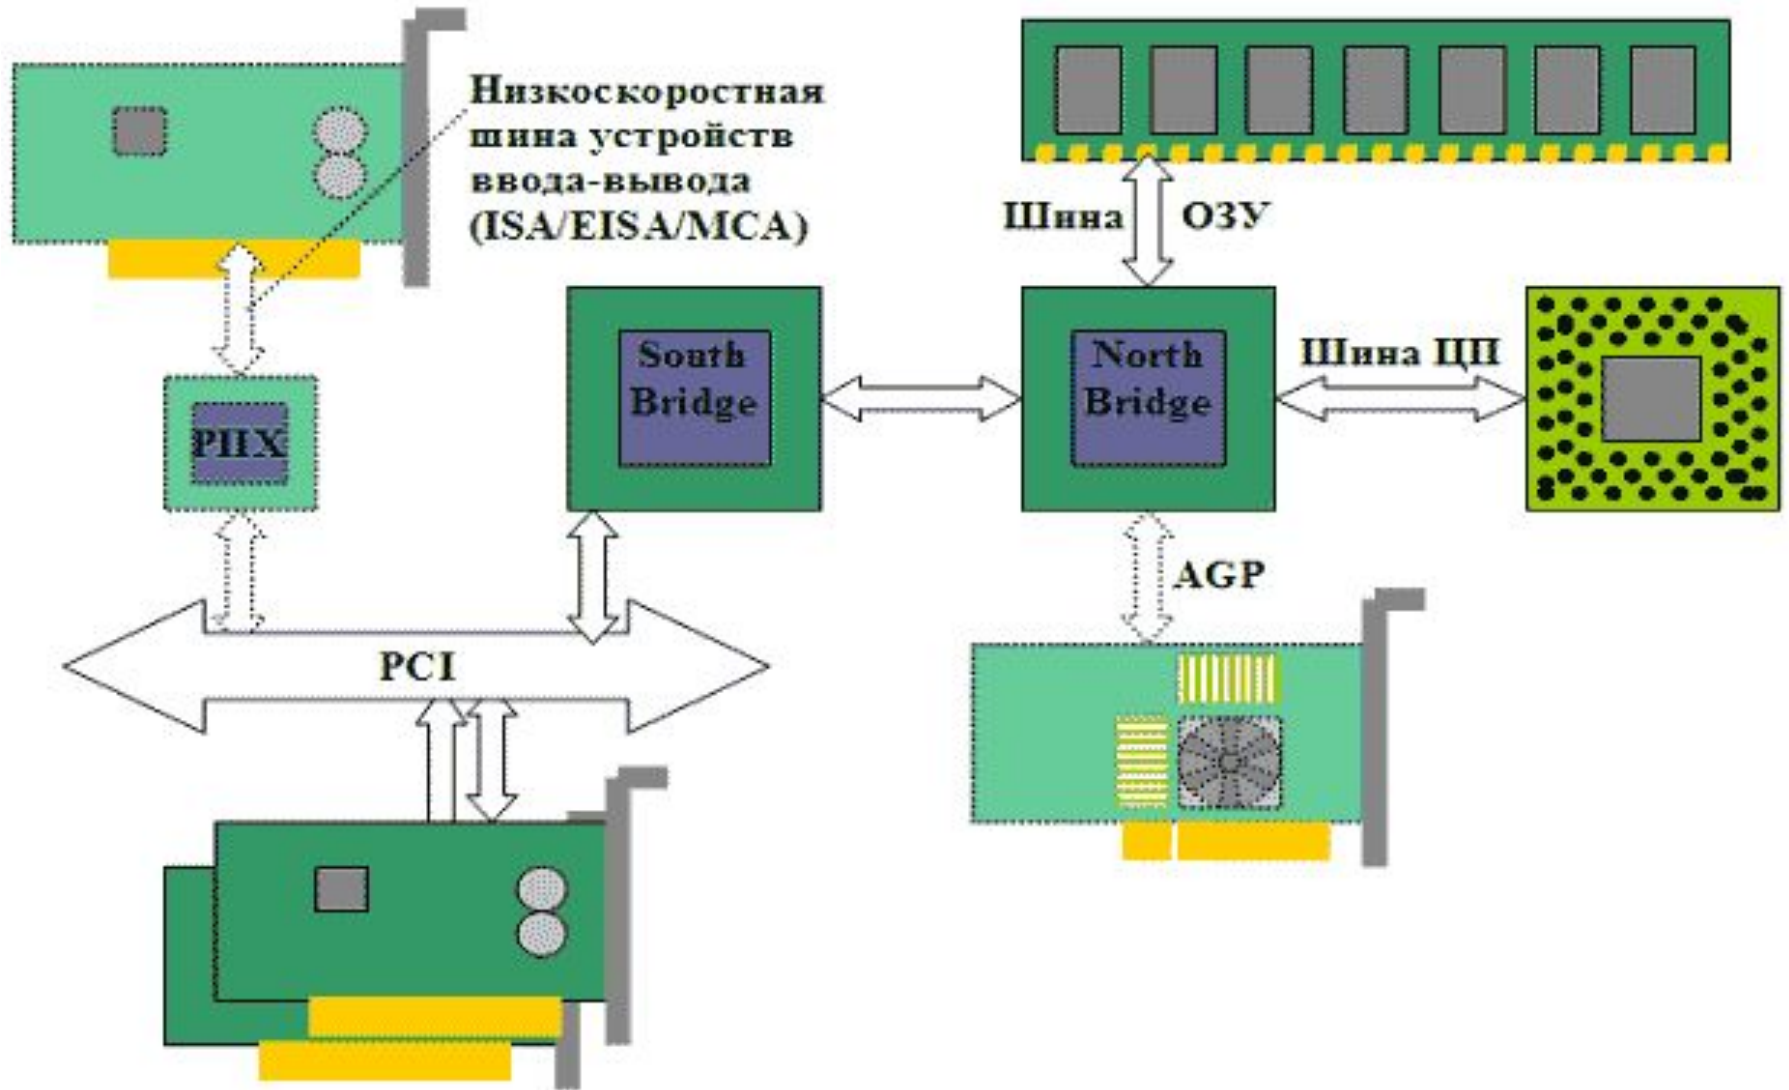 Низкоскоростная
шина устройств
ввода-вывода
(ISA/EISA/MCA)
Шина ОЗУ
South
Bridge
North
Bridge
Шина ЦП
PIIX
AGP
PCI